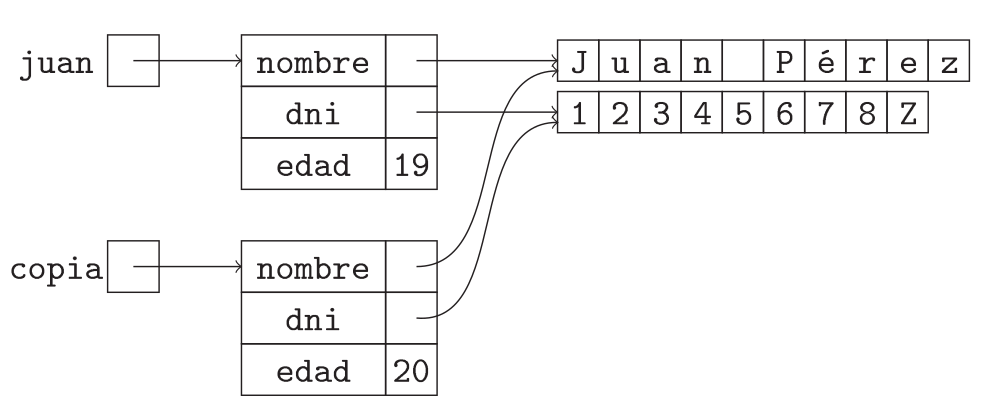 juan nombre Juan Pérez
dni 12345678Z
edad 19
copia nombre
dni
edad 20